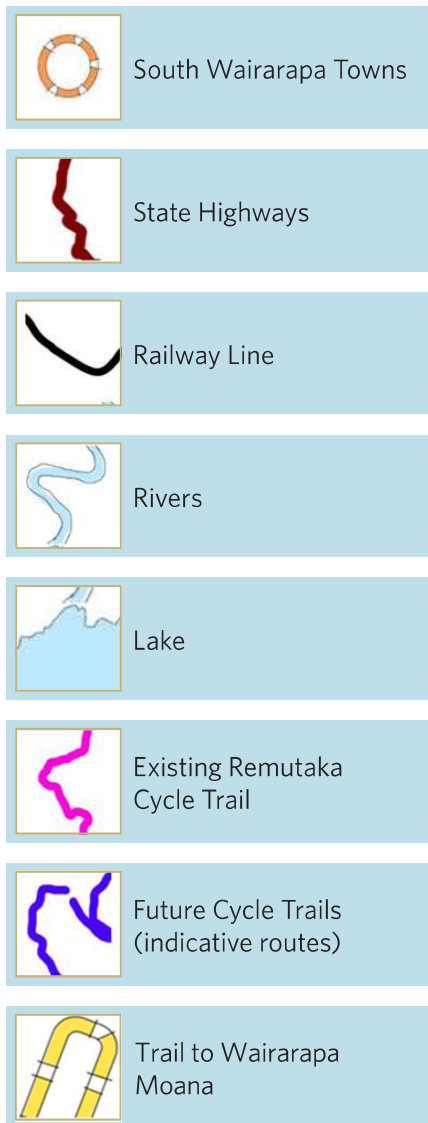 South Wairarapa Towns
State Highways
Railway Line
Rivers
Lake
Existing Remutaka
Cycle Trail
Future Cycle Trails
(indicative routes)
Trail to Wairarapa
Moana